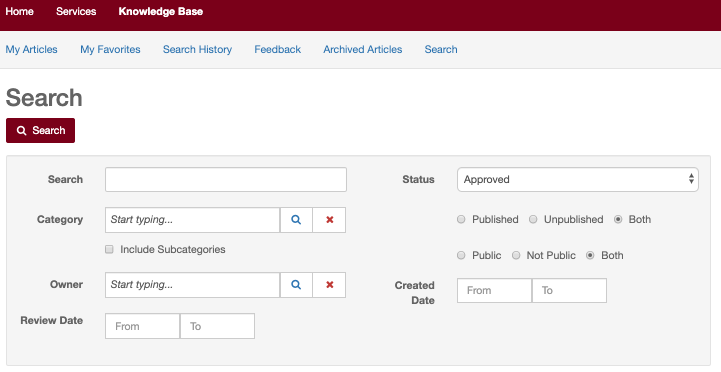 Home Services Knowledge Base
My Articles My Favorites Search History Feedback Archived Articles Search
Search
Search
Search Status Approved
Category Start typing... Published Unpublished Both
Include Subcategories Public Not Public Both
Owner Start typing... Created Date From To
Review Date From To